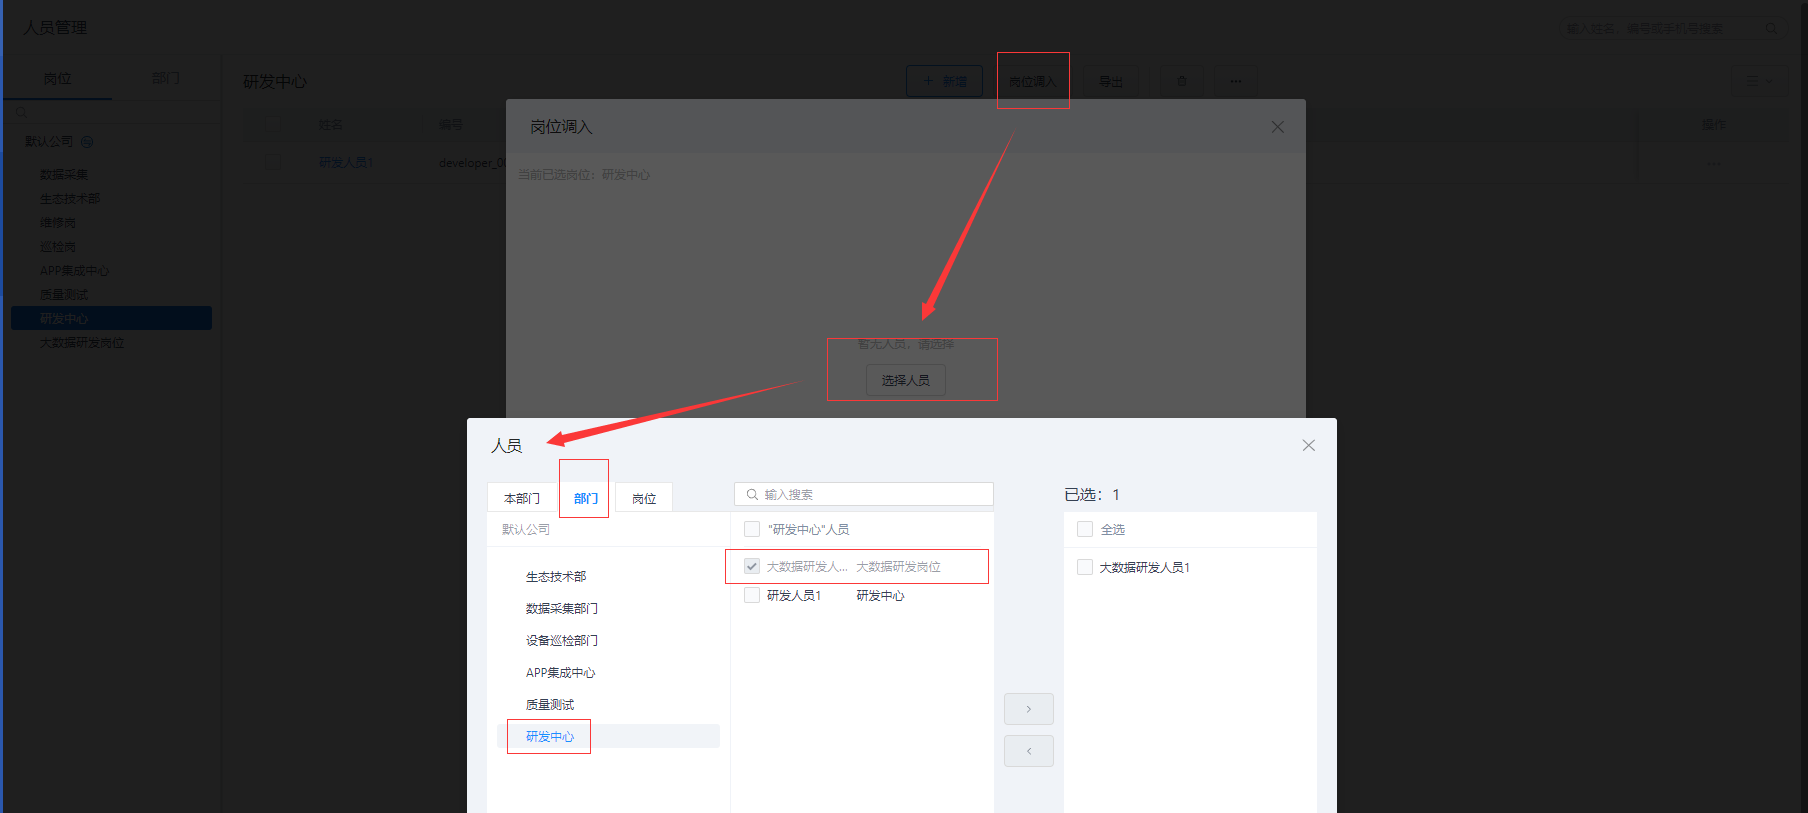 人员管理
输入姓名、编号或手机号搜索
岗位
部门
默认公司
数据采集
生态技术部
维修岗
巡检岗
APP集成中心
质量测试
研发中心
大数据研发岗位
研发中心
+ 新增
岗位调入
导出
姓名
编号
操作
研发人员1
developer_00
岗位调入
当前已选岗位：研发中心
暂无人员，请选择
选择人员
人员
本部门
部门
岗位
默认公司
生态技术部
数据采集部门
设备巡检部门
APP集成中心
质量测试
研发中心
输入搜索
"研发中心"人员
大数据研发人... 大数据研发岗位
研发人员1 研发中心
已选：1
全选
大数据研发人员1